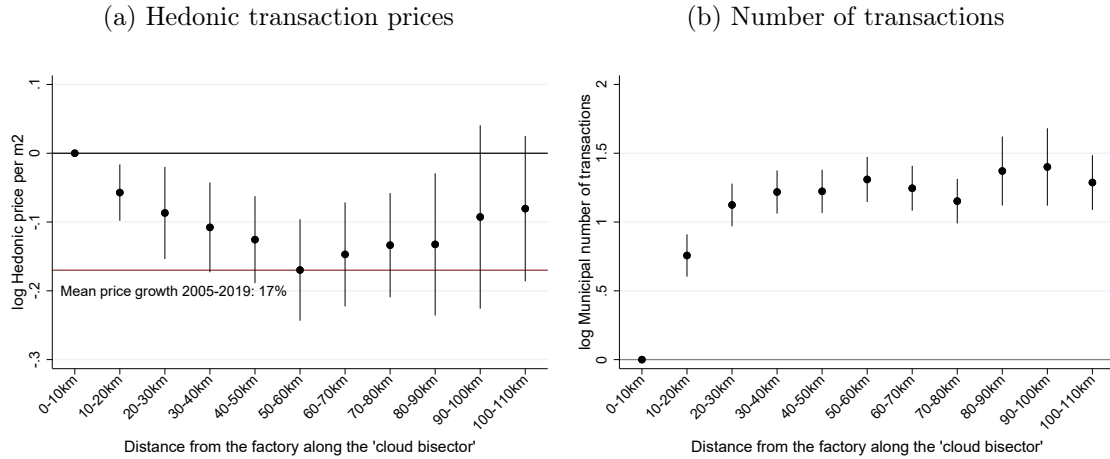 (a) Hedonic transaction prices
log Hedonic price per m2
.1
0
-.1
-.2
-.3
Mean price growth 2005-2019: 17%
0-10km
10-20km
20-30km
30-40km
40-50km
50-60km
60-70km
70-80km
80-90km
90-100km
100-110km
Distance from the factory along the 'cloud bisector'
(b) Number of transactions
log Municipal number of transactions
2
1.5
1
.5
0
0-10km
10-20km
20-30km
30-40km
40-50km
50-60km
60-70km
70-80km
80-90km
90-100km
100-110km
Distance from the factory along the 'cloud bisector'